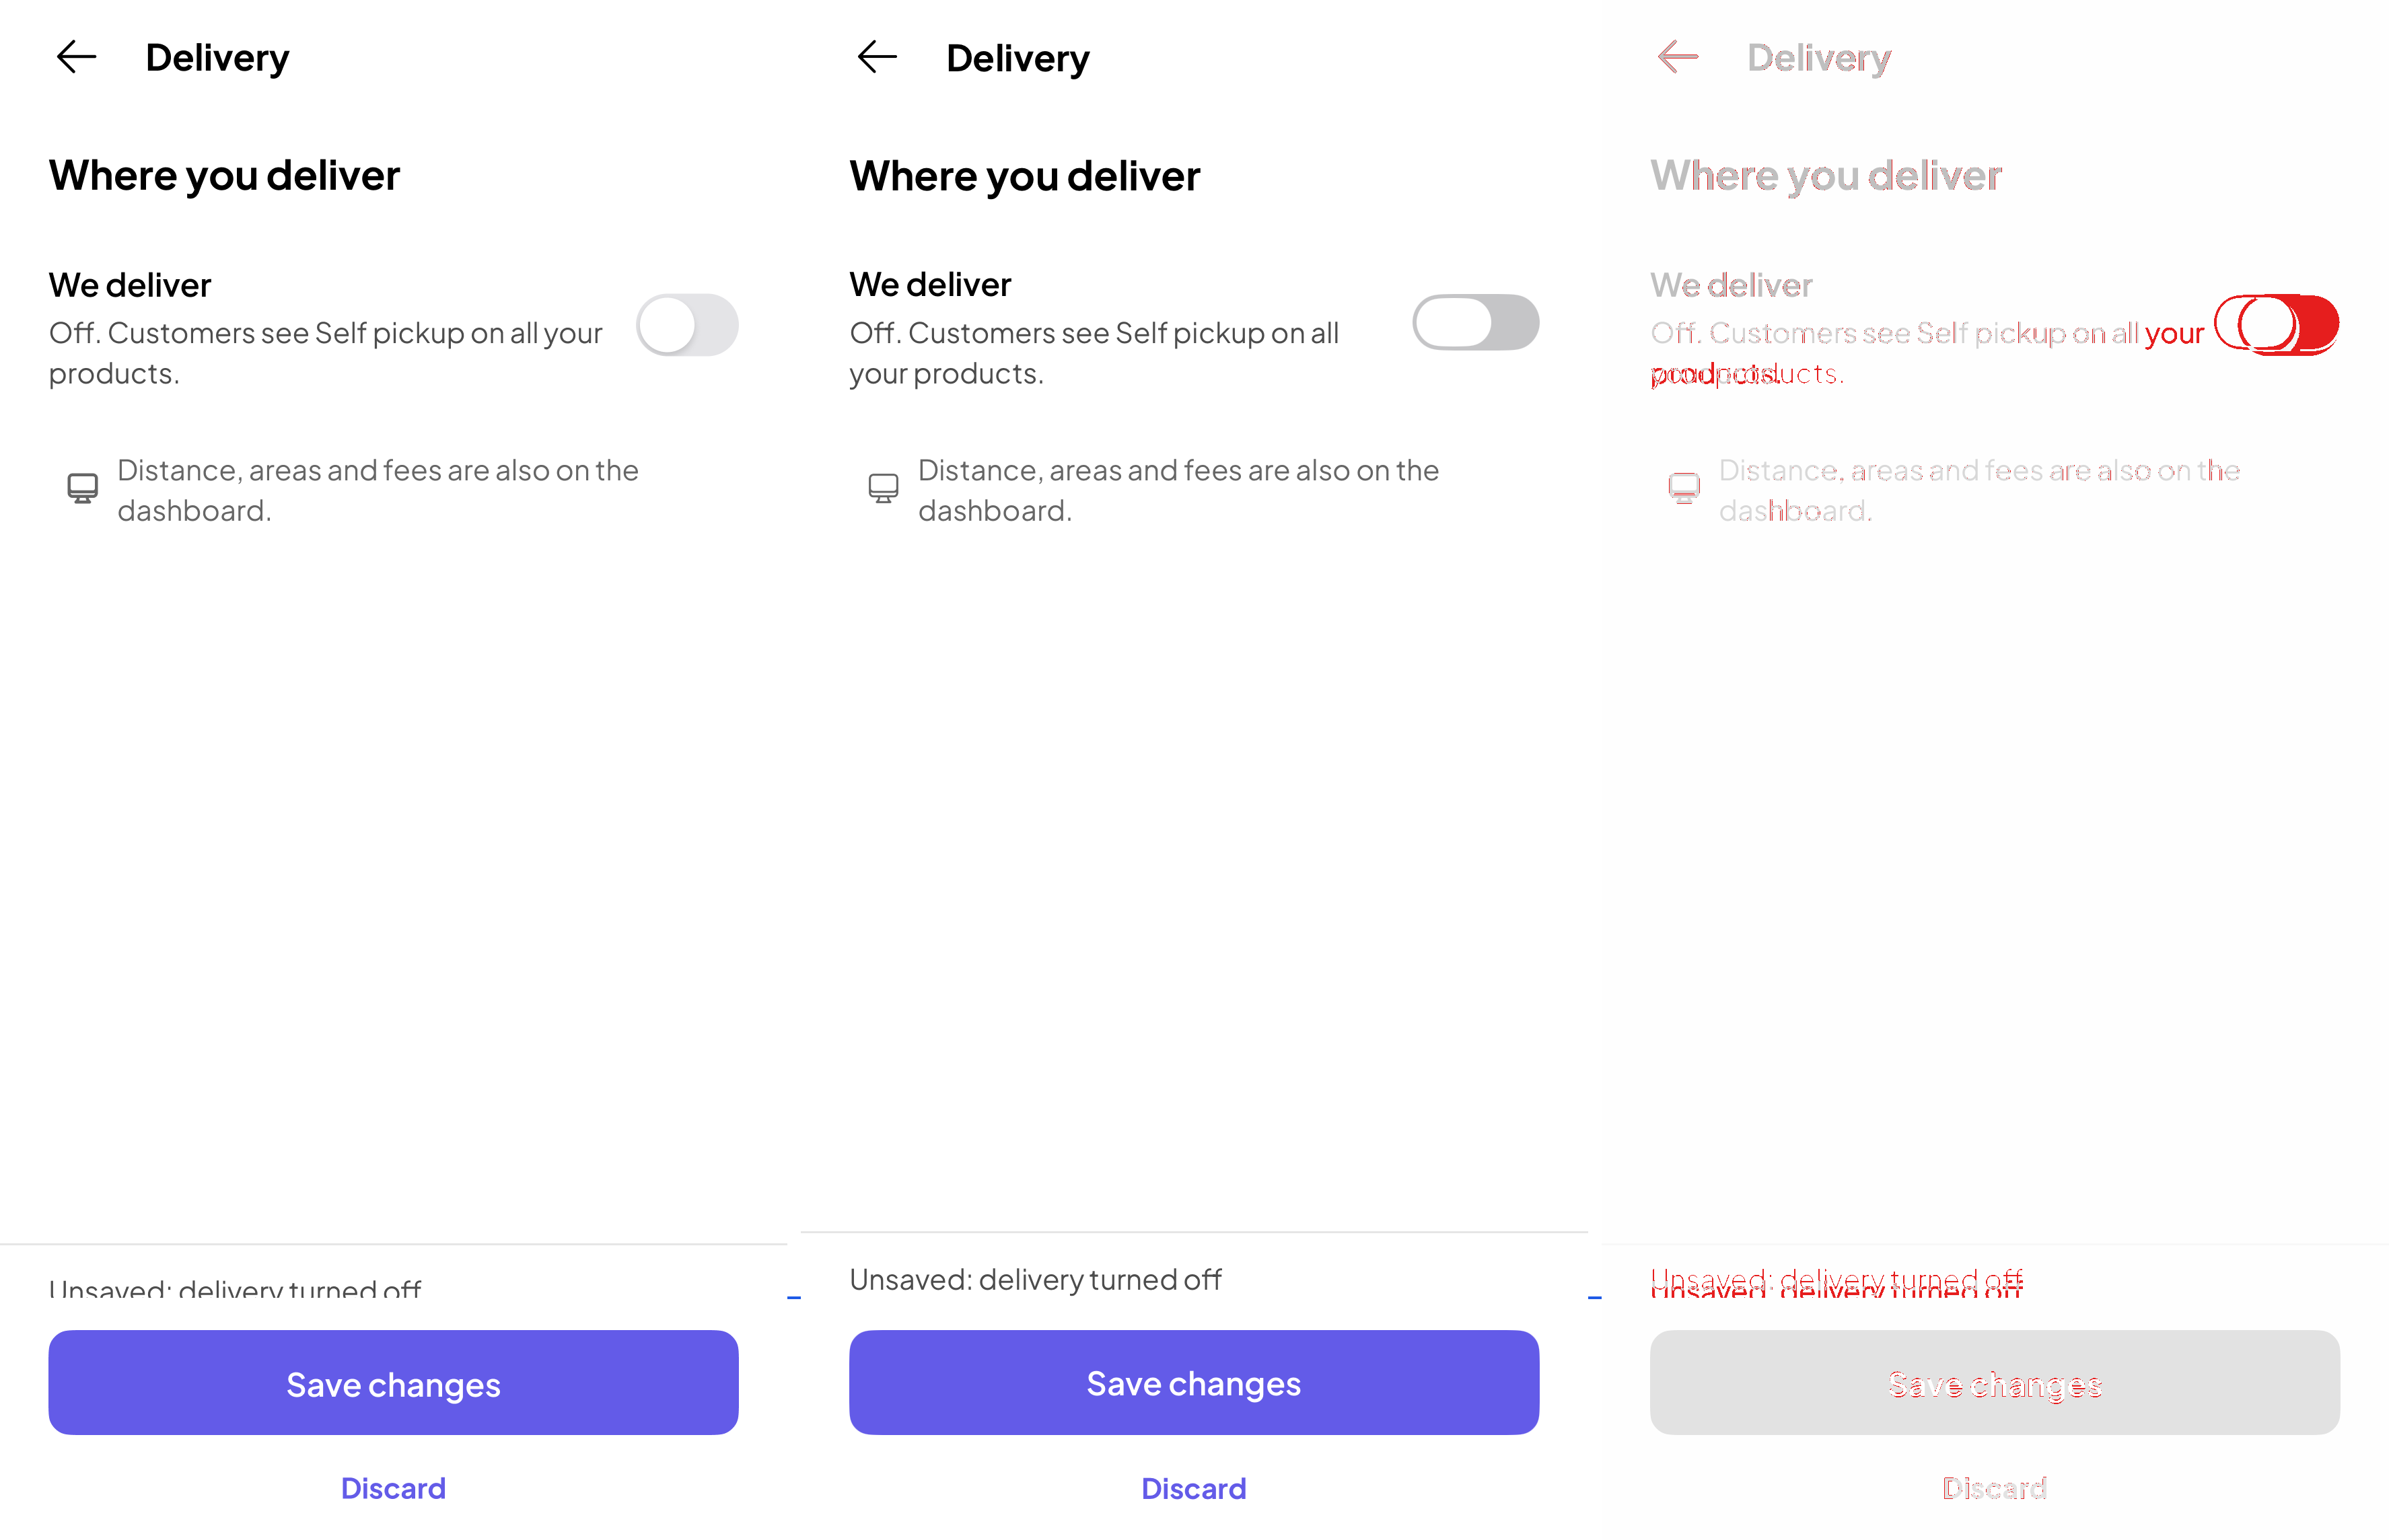 Delivery
Where you deliver
We deliver
Off. Customers see Self pickup on all your
products.
Distance, areas and fees are also on the
dashboard.
Unsaved: delivery turned off
Save changes
Discard
Delivery
Where you deliver
We deliver
Off. Customers see Self pickup on all
your products.
Distance, areas and fees are also on the
dashboard.
Unsaved: delivery turned off
Save changes
Discard
Delivery
Where you deliver
We deliver
Off. Customers see Self pickup on all your
products.
Distance, areas and fees are also on the
dashboard.
Unsaved: delivery turned off
Save changes
Discard